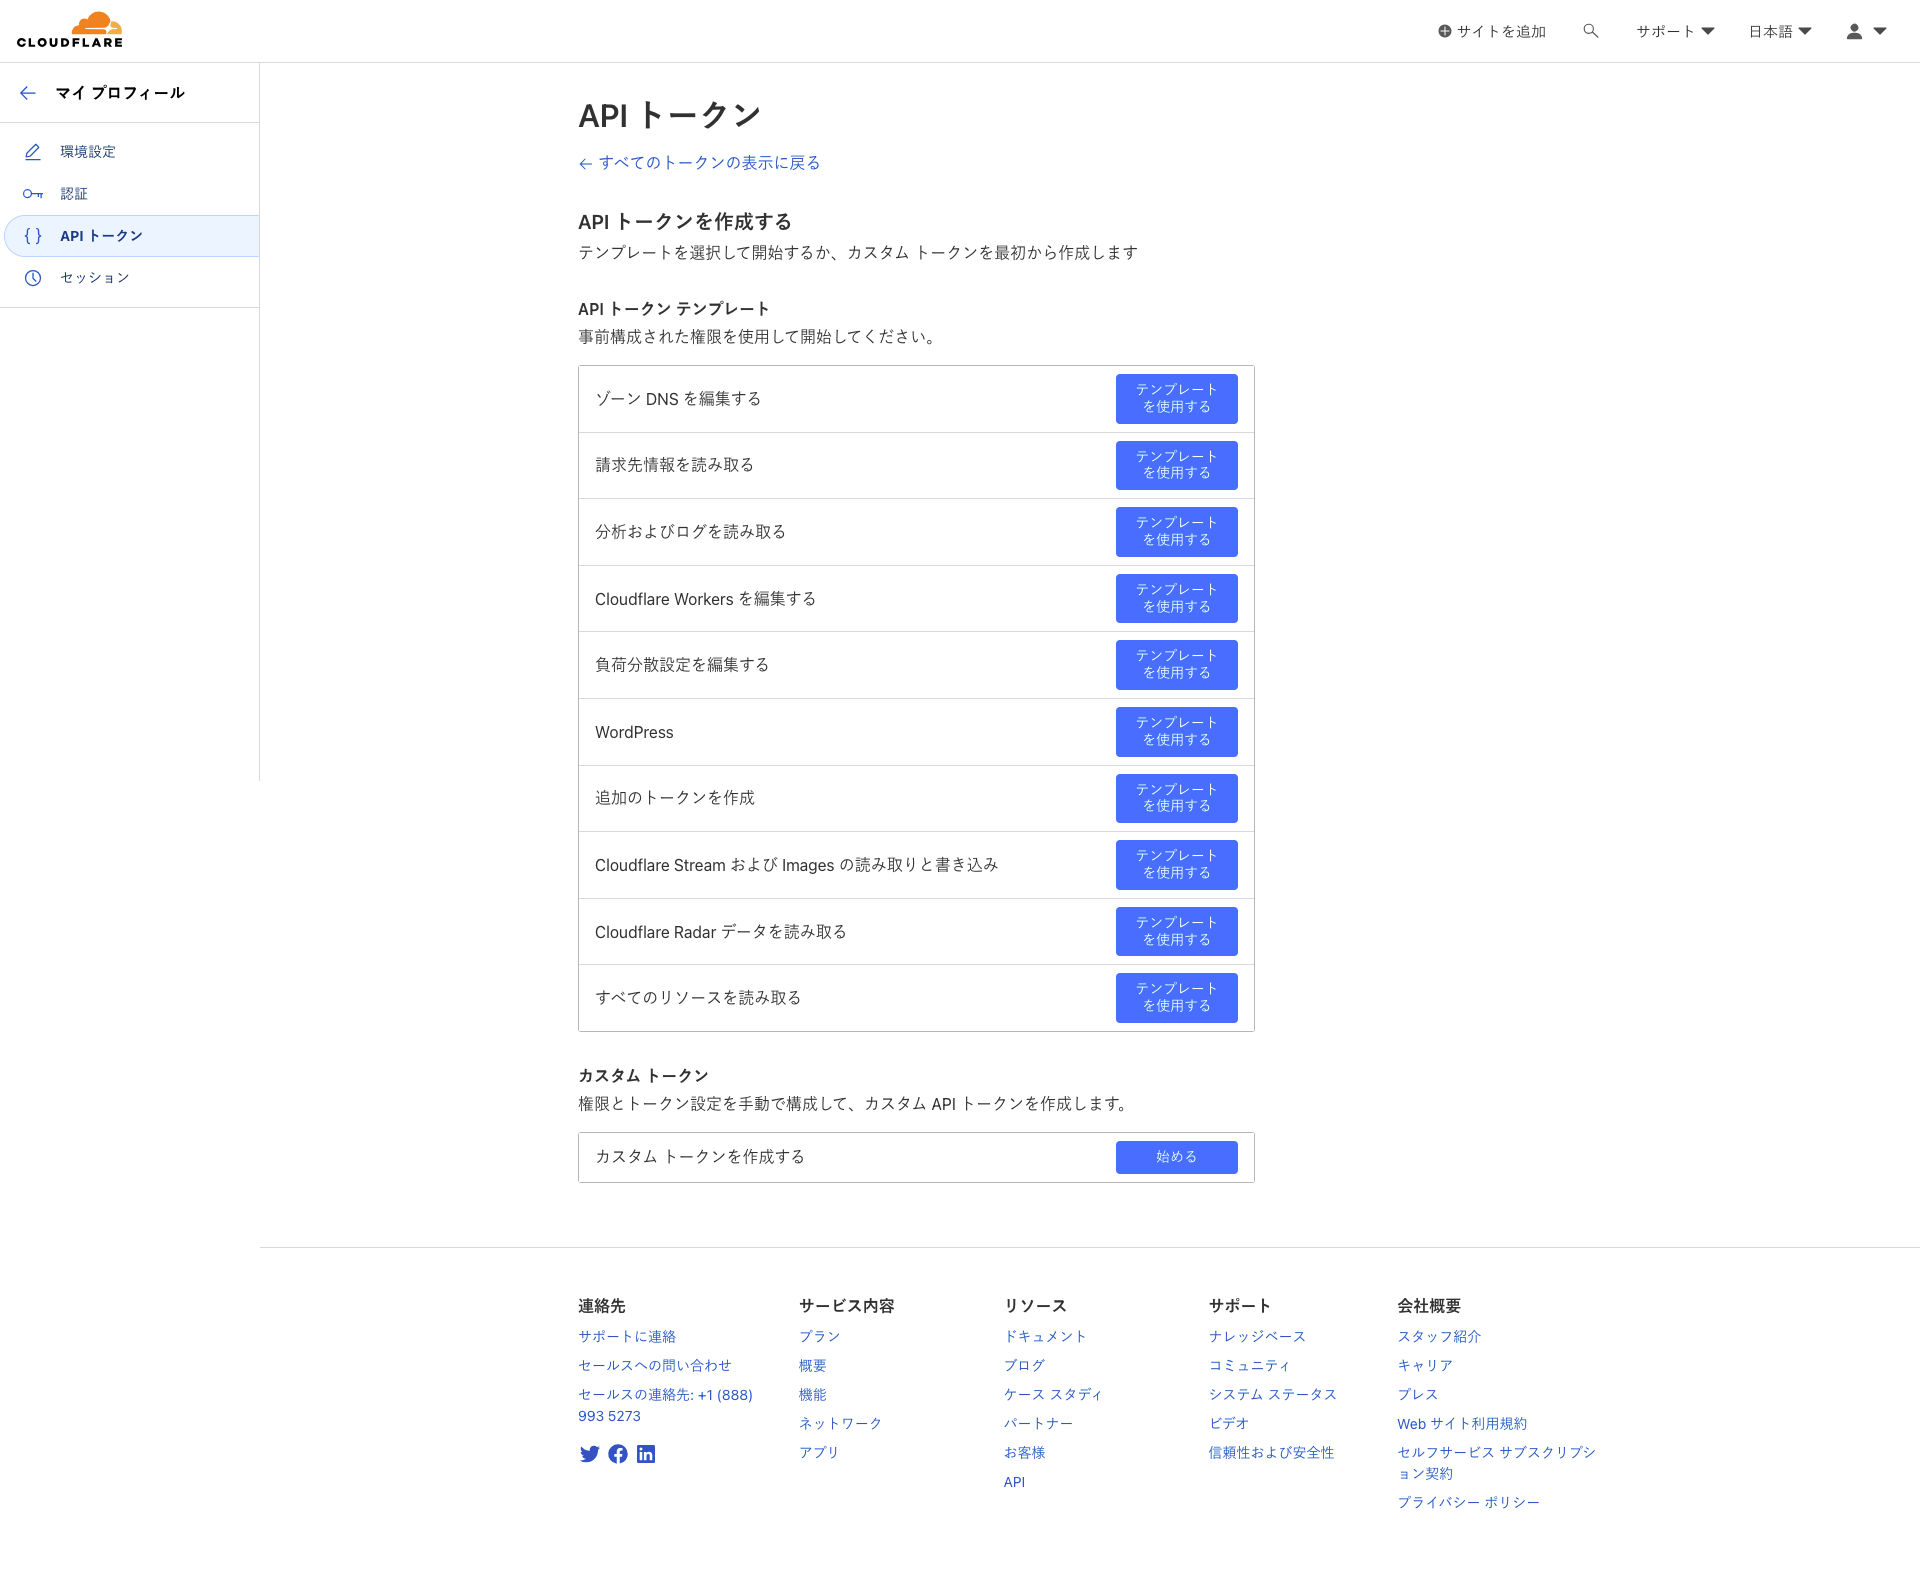 CLOUDFLARE
サイトを追加
サポート
日本語
マイ プロフィール
環境設定
認証
{ } API トークン
セッション
API トークン
← すべてのトークンの表示に戻る
API トークンを作成する
テンプレートを選択して開始するか、カスタム トークンを最初から作成します
API トークン テンプレート
事前構成された権限を使用して開始してください。
ゾーン DNS を編集する
テンプレート
を使用する
請求先情報を読み取る
テンプレート
を使用する
分析およびログを読み取る
テンプレート
を使用する
Cloudflare Workers を編集する
テンプレート
を使用する
負荷分散設定を編集する
テンプレート
を使用する
WordPress
テンプレート
を使用する
追加のトークンを作成
テンプレート
を使用する
Cloudflare Stream および Images の読み取りと書き込み
テンプレート
を使用する
Cloudflare Radar データを読み取る
テンプレート
を使用する
すべてのリソースを読み取る
テンプレート
を使用する
カスタム トークン
権限とトークン設定を手動で構成して、カスタム API トークンを作成します。
カスタム トークンを作成する
始める
連絡先
サポートに連絡
セールスへの問い合わせ
セールスの連絡先: +1 (888)
993 5273
サービス内容
プラン
概要
機能
ネットワーク
アプリ
リソース
ドキュメント
ブログ
ケース スタディ
パートナー
お客様
API
サポート
ナレッジベース
コミュニティ
システム ステータス
ビデオ
信頼性および安全性
会社概要
スタッフ紹介
キャリア
プレス
Web サイト利用規約
セルフサービス サブスクリプシ
ョン契約
プライバシー ポリシー